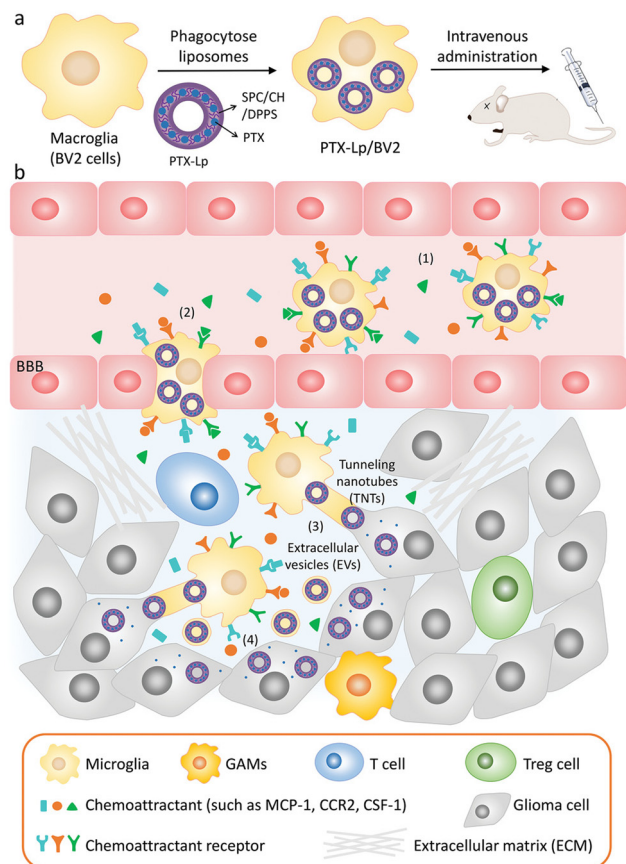 a
Phagocytose
liposomes
Intravenous
administration
SPC/CH
/DPPS
PTX
Macroglia
(BV2 cells)
PTX-Lp
PTX-Lp/BV2
x
b
(1)
(2)
BBB
Tunneling
nanotubes
(TNTs)
(3)
Extracellular
vesicles (EVs)
(4)
Microglia
GAMs
T cell
Treg cell
Chemoattractant (such as MCP-1, CCR2, CSF-1)
Glioma cell
Chemoattractant receptor
Extracellular matrix (ECM)